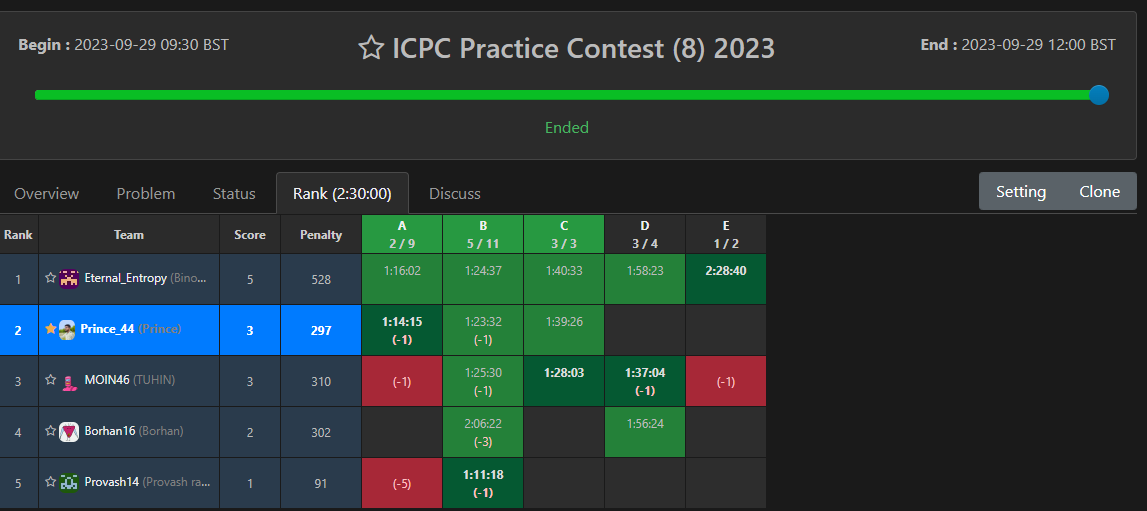 Begin : 2023-09-29 09:30 BST
☆ ICPC Practice Contest (8) 2023
End : 2023-09-29 12:00 BST
Ended
Overview Problem Status Rank (2:30:00) Discuss Setting Clone
Rank Team Score Penalty A 2 / 9 B 5 / 11 C 3 / 3 D 3 / 4 E 1 / 2
1 Eternal_Entropy (Bino... 5 528 1:16:02 1:24:37 1:40:33 1:58:23 2:28:40
2 Prince_44 (Prince) 3 297 1:14:15 (-1) 1:23:32 (-1) 1:39:26
3 MOIN46 (TUHIN) 3 310 (-1) 1:25:30 (-1) 1:28:03 1:37:04 (-1) (-1)
4 Borhan16 (Borhan) 2 302 2:06:22 (-3) 1:56:24
5 Provash14 (Provash ra... 1 91 (-5) 1:11:18 (-1)